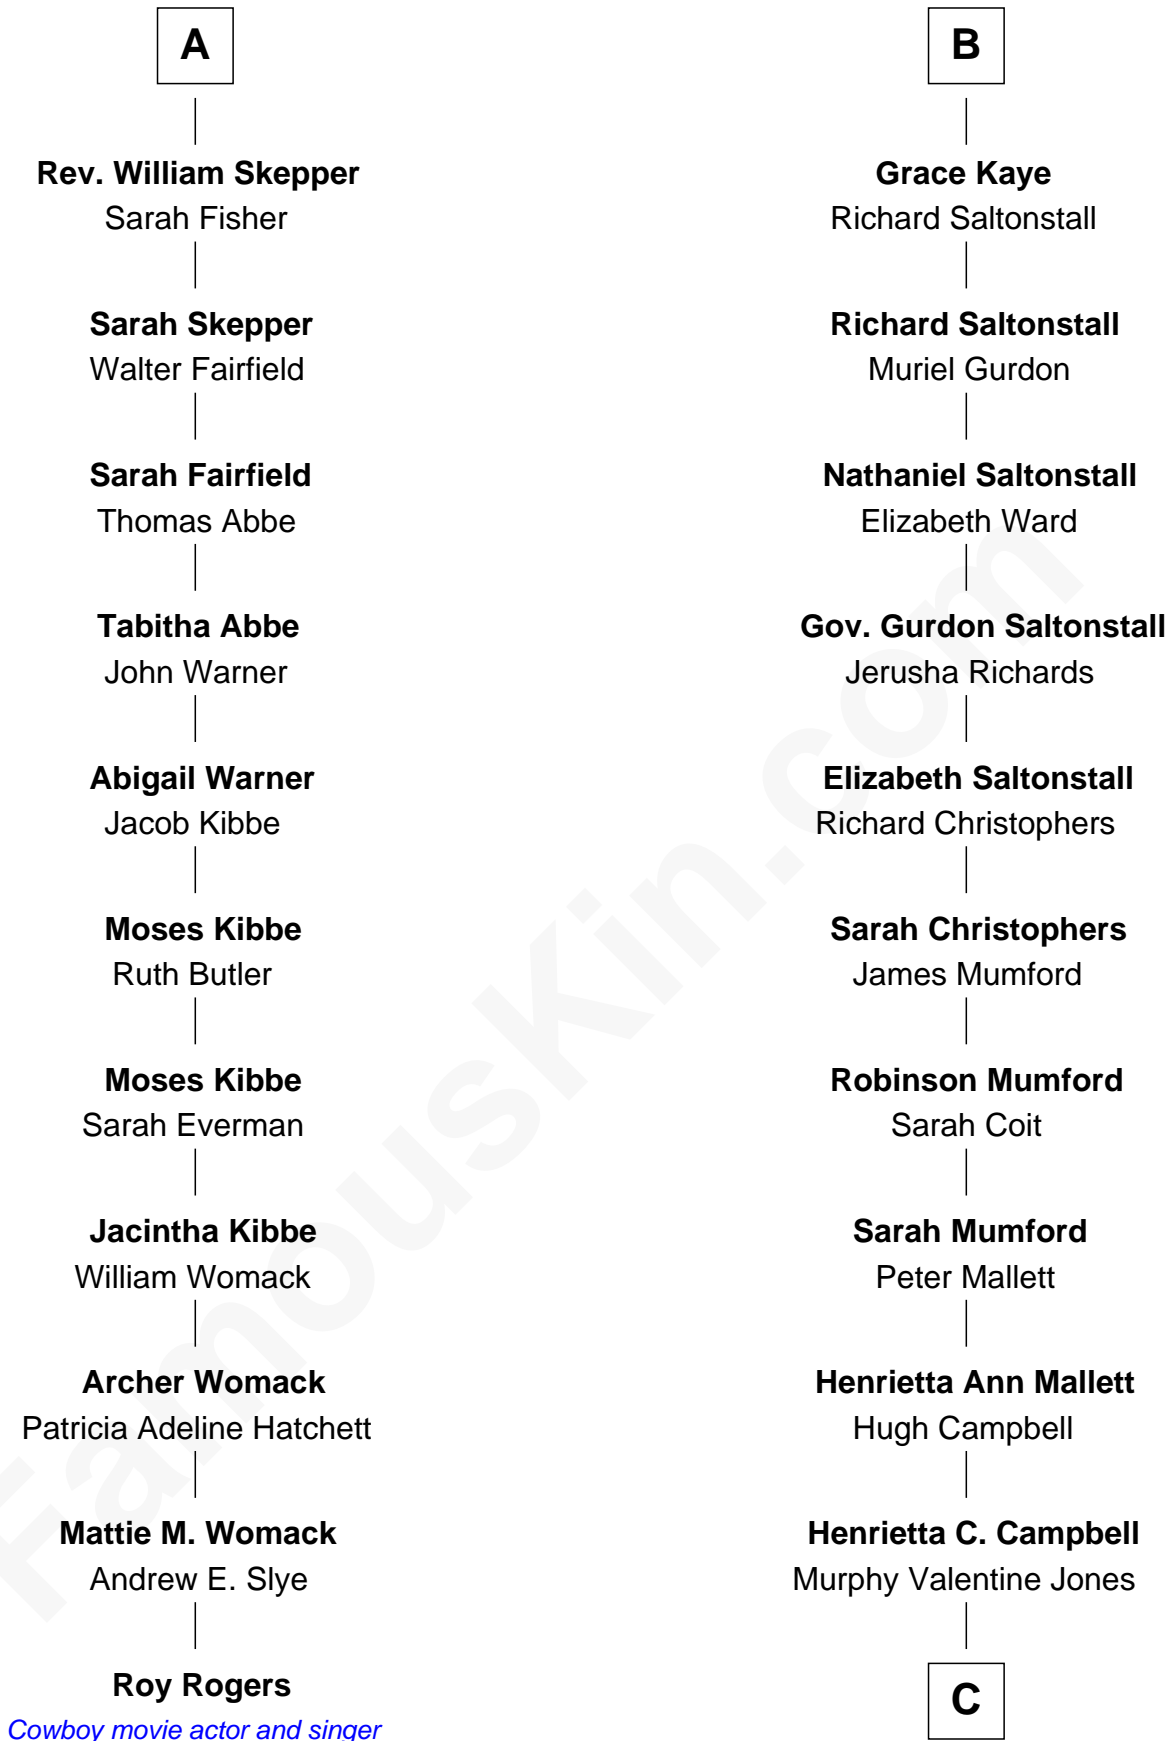 A
Rev. William Skepper
Sarah Fisher
Sarah Skepper
Walter Fairfield
Sarah Fairfield
Thomas Abbe
Tabitha Abbe
John Warner
Abigail Warner
Jacob Kibbe
Moses Kibbe
Ruth Butler
Moses Kibbe
Sarah Everman
Jacintha Kibbe
William Womack
Archer Womack
Patricia Adeline Hatchett
Mattie M. Womack
Andrew E. Slye
Roy Rogers
Cowboy movie actor and singer
B
Grace Kaye
Richard Saltonstall
Richard Saltonstall
Muriel Gurdon
Nathaniel Saltonstall
Elizabeth Ward
Gov. Gurdon Saltonstall
Jerusha Richards
Elizabeth Saltonstall
Richard Christophers
Sarah Christophers
James Mumford
Robinson Mumford
Sarah Coit
Sarah Mumford
Peter Mallett
Henrietta Ann Mallett
Hugh Campbell
Henrietta C. Campbell
Murphy Valentine Jones
C
FamousKin.com